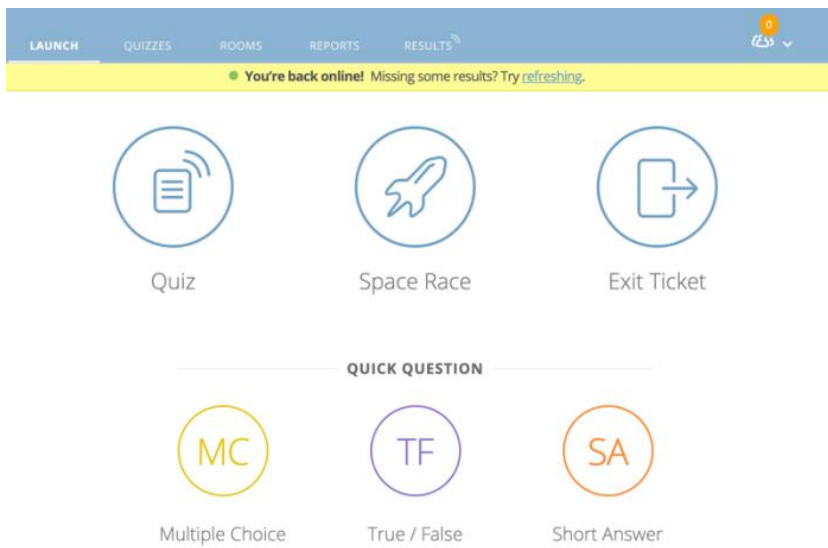 LAUNCH QUIZZES ROOMS REPORTS RESULTS 0
You're back online! Missing some results? Try refreshing.
Quiz Space Race Exit Ticket
QUICK QUESTION
MC TF SA
Multiple Choice True / False Short Answer